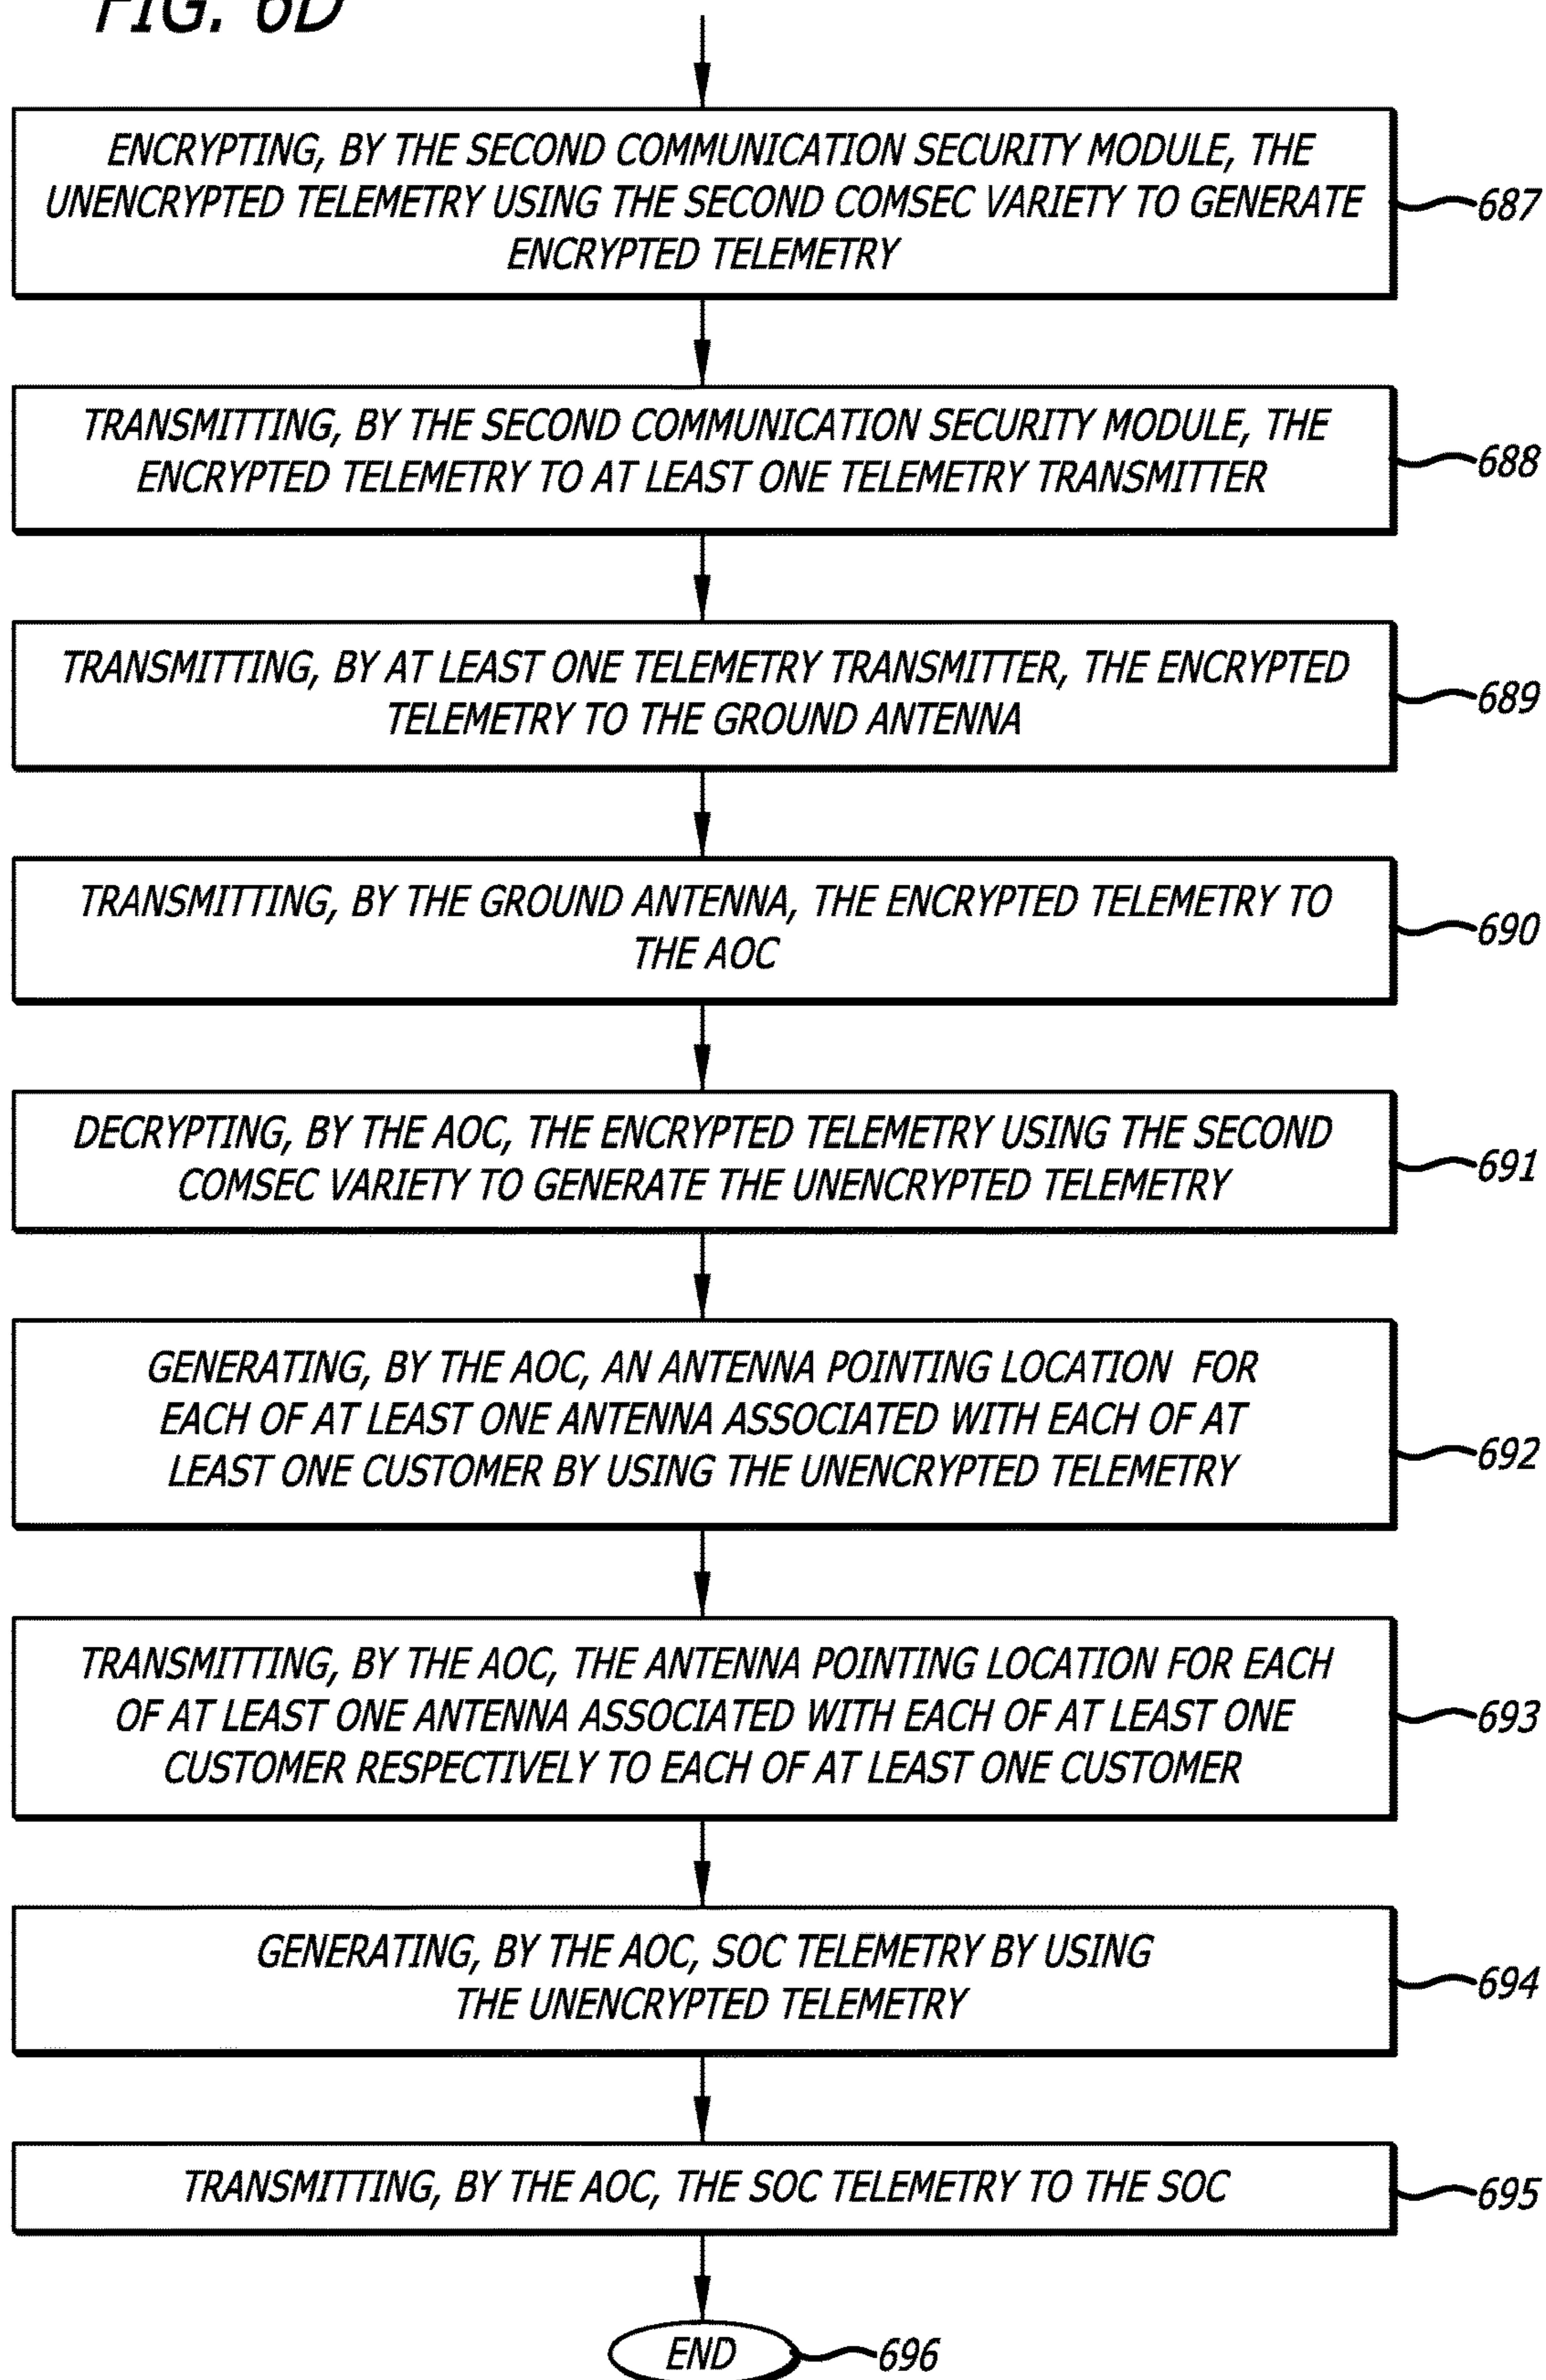 FIG. 6D
ENCRYPTING, BY THE SECOND COMMUNICATION SECURITY MODULE, THE
UNENCRYPTED TELEMETRY USING THE SECOND COMSEC VARIETY TO GENERATE
ENCRYPTED TELEMETRY
687
TRANSMITTING, BY THE SECOND COMMUNICATION SECURITY MODULE, THE
ENCRYPTED TELEMETRY TO AT LEAST ONE TELEMETRY TRANSMITTER
688
TRANSMITTING, BY AT LEAST ONE TELEMETRY TRANSMITTER, THE ENCRYPTED
TELEMETRY TO THE GROUND ANTENNA
689
TRANSMITTING, BY THE GROUND ANTENNA, THE ENCRYPTED TELEMETRY TO
THE AOC
690
DECRYPTING, BY THE AOC, THE ENCRYPTED TELEMETRY USING THE SECOND
COMSEC VARIETY TO GENERATE THE UNENCRYPTED TELEMETRY
691
GENERATING, BY THE AOC, AN ANTENNA POINTING LOCATION FOR
EACH OF AT LEAST ONE ANTENNA ASSOCIATED WITH EACH OF AT
LEAST ONE CUSTOMER BY USING THE UNENCRYPTED TELEMETRY
692
TRANSMITTING, BY THE AOC, THE ANTENNA POINTING LOCATION FOR EACH
OF AT LEAST ONE ANTENNA ASSOCIATED WITH EACH OF AT LEAST ONE
CUSTOMER RESPECTIVELY TO EACH OF AT LEAST ONE CUSTOMER
693
GENERATING, BY THE AOC, SOC TELEMETRY BY USING
THE UNENCRYPTED TELEMETRY
694
TRANSMITTING, BY THE AOC, THE SOC TELEMETRY TO THE SOC
695
END
696